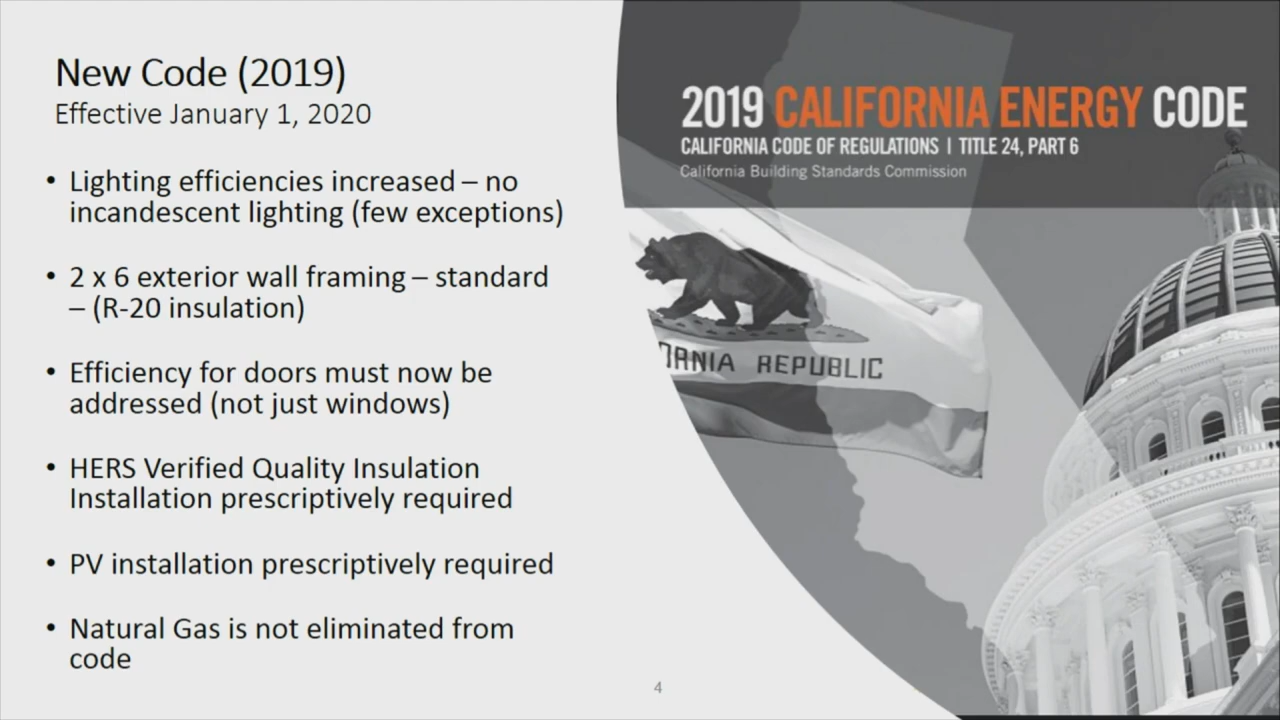 New Code (2019)
Effective January 1, 2020
• Lighting efficiencies increased – no
incandescent lighting (few exceptions)
• 2 x 6 exterior wall framing – standard
– (R-20 insulation)
• Efficiency for doors must now be
addressed (not just windows)
• HERS Verified Quality Insulation
Installation prescriptively required
• PV installation prescriptively required
• Natural Gas is not eliminated from
code
2019 CALIFORNIA ENERGY CODE
CALIFORNIA CODE OF REGULATIONS | TITLE 24, PART 6
California Building Standards Commission
RNIA REPUBLIC
4